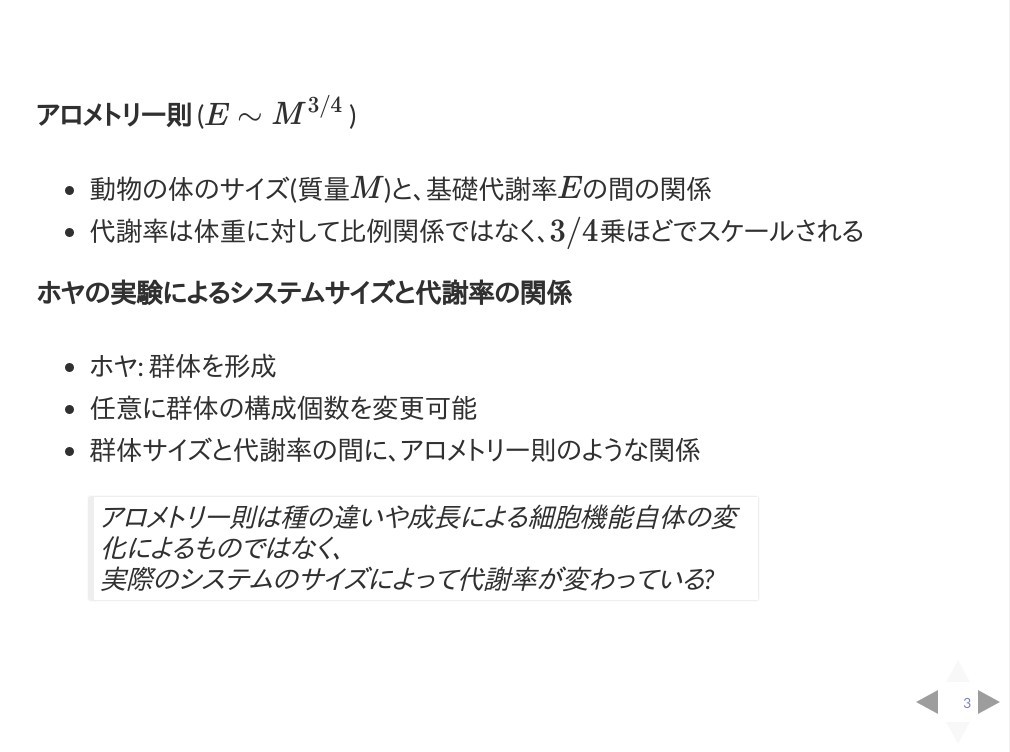 アロメトリー則 (E ∼ M^{3/4} )
• 動物の体のサイズ(質量M)と、基礎代謝率Eの間の関係
• 代謝率は体重に対して比例関係ではなく、3/4乗ほどでスケールされる
ホヤの実験によるシステムサイズと代謝率の関係
• ホヤ: 群体を形成
• 任意に群体の構成個数を変更可能
• 群体サイズと代謝率の間に、アロメトリー則のような関係
アロメトリー則は種の違いや成長による細胞機能自体の変
化によるものではなく、
実際のシステムのサイズによって代謝率が変わっている?
3